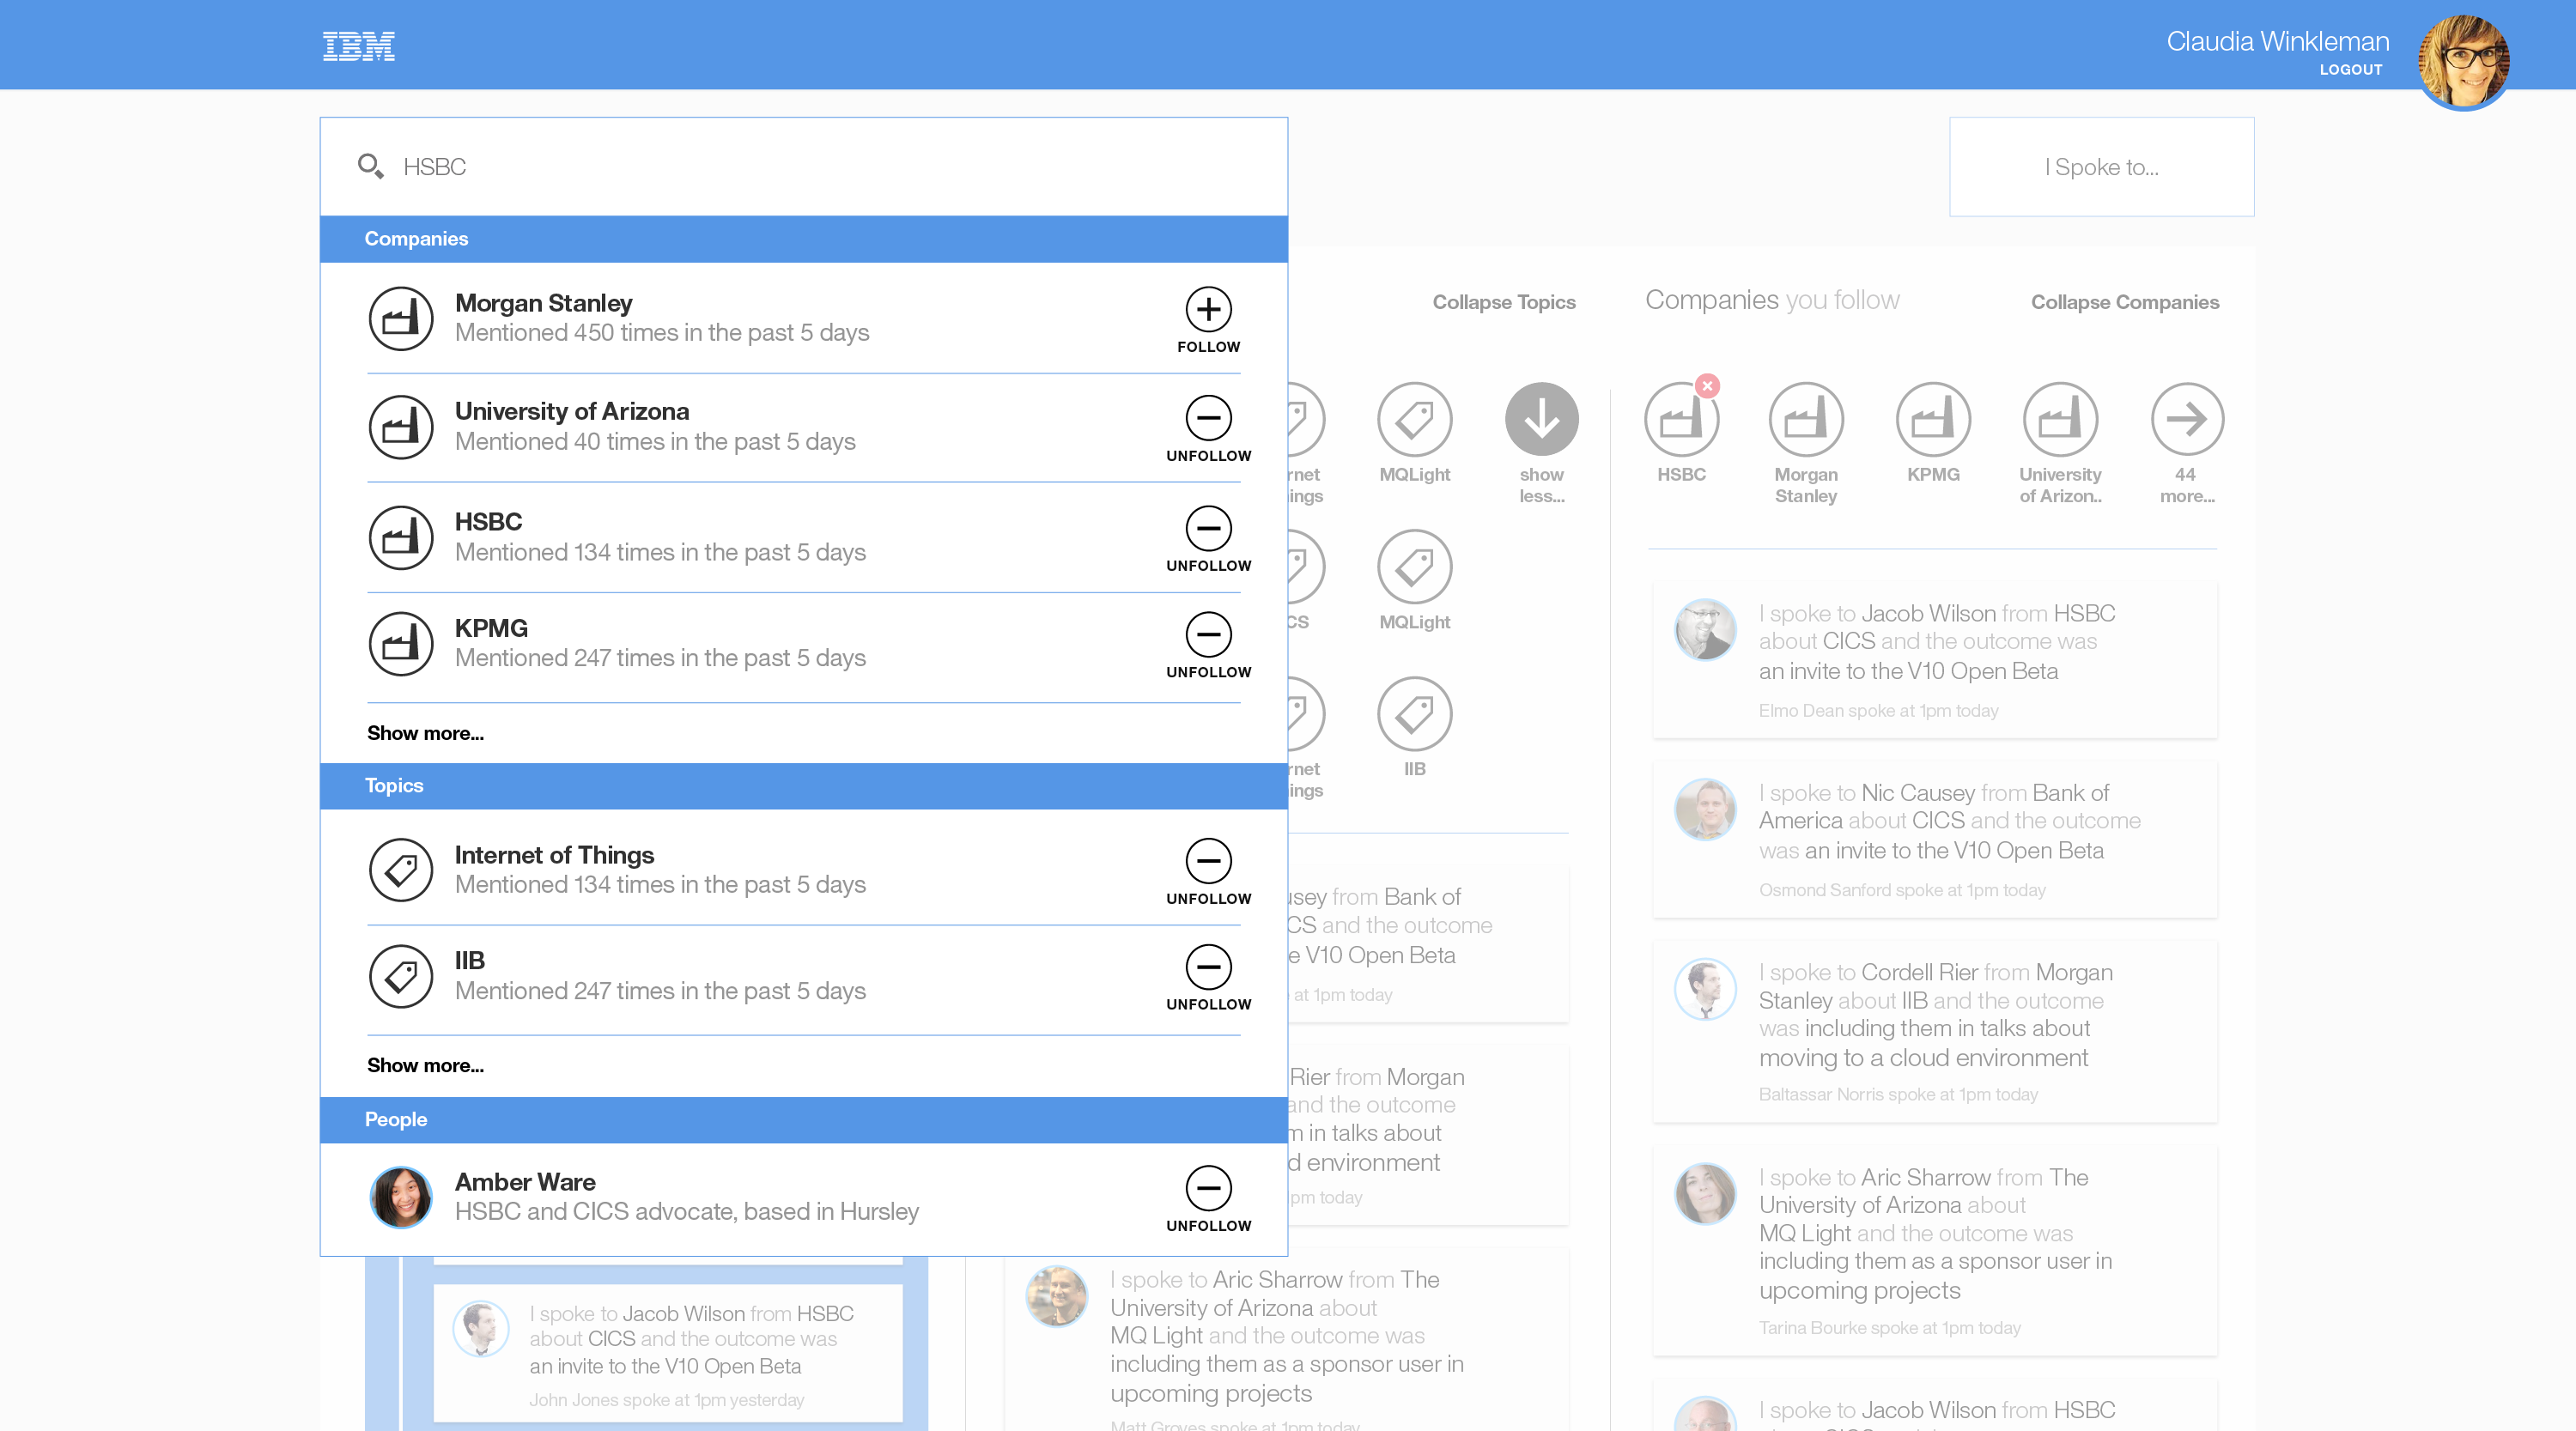 IBM
Claudia Winkleman
LOGOUT
HSBC
I Spoke to...
Companies
Morgan Stanley
Mentioned 450 times in the past 5 days
FOLLOW
University of Arizona
Mentioned 40 times in the past 5 days
UNFOLLOW
HSBC
Mentioned 134 times in the past 5 days
UNFOLLOW
KPMG
Mentioned 247 times in the past 5 days
UNFOLLOW
Show more...
Topics
Internet of Things
Mentioned 134 times in the past 5 days
UNFOLLOW
IIB
Mentioned 247 times in the past 5 days
UNFOLLOW
Show more...
People
Amber Ware
HSBC and CICS advocate, based in Hursley
UNFOLLOW
I spoke to Jacob Wilson from HSBC
about CICS and the outcome was
an invite to the V10 Open Beta
John Jones spoke at 1pm yesterday
Collapse Topics
rnet
ings
MQLight
show
less...
CS
MQLight
rnet
ings
IIB
usey from Bank of
CS and the outcome
e V10 Open Beta
at 1pm today
Rier from Morgan
and the outcome
m in talks about
d environment
pm today
I spoke to Aric Sharrow from The
University of Arizona about
MQ Light and the outcome was
including them as a sponsor user in
upcoming projects
Matt Groves spoke at 1pm today
Companies you follow
Collapse Companies
HSBC
Morgan
Stanley
KPMG
University
of Arizon..
44
more...
I spoke to Jacob Wilson from HSBC
about CICS and the outcome was
an invite to the V10 Open Beta
Elmo Dean spoke at 1pm today
I spoke to Nic Causey from Bank of
America about CICS and the outcome
was an invite to the V10 Open Beta
Osmond Sanford spoke at 1pm today
I spoke to Cordell Rier from Morgan
Stanley about IIB and the outcome
was including them in talks about
moving to a cloud environment
Baltassar Norris spoke at 1pm today
I spoke to Aric Sharrow from The
University of Arizona about
MQ Light and the outcome was
including them as a sponsor user in
upcoming projects
Tarina Bourke spoke at 1pm today
I spoke to Jacob Wilson from HSBC